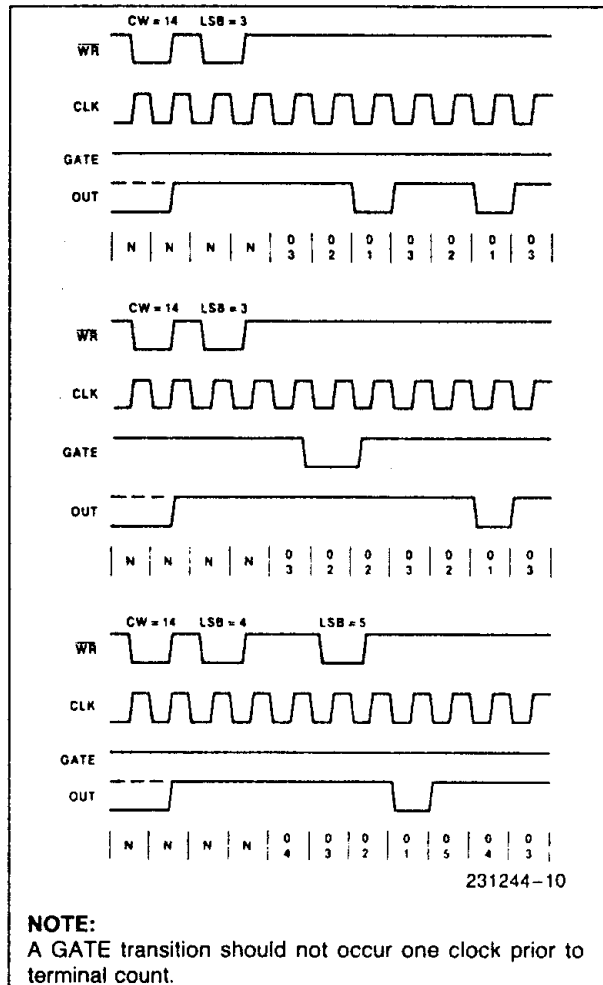 CW = 14 LSB = 3
WR
CLK
GATE
OUT
N N N N 0 0 0 0 0 0 0
3 2 1 3 2 1 3
CW = 14 LSB = 3
WR
CLK
GATE
OUT
N N N N 0 0 0 0 0 0 0
3 2 2 3 2 1 3
CW = 14 LSB = 4 LSB = 5
WR
CLK
GATE
OUT
N N N N 0 0 0 0 0 0 0
4 3 2 1 5 4 3
231244-10
NOTE:
A GATE transition should not occur one clock prior to
terminal count.